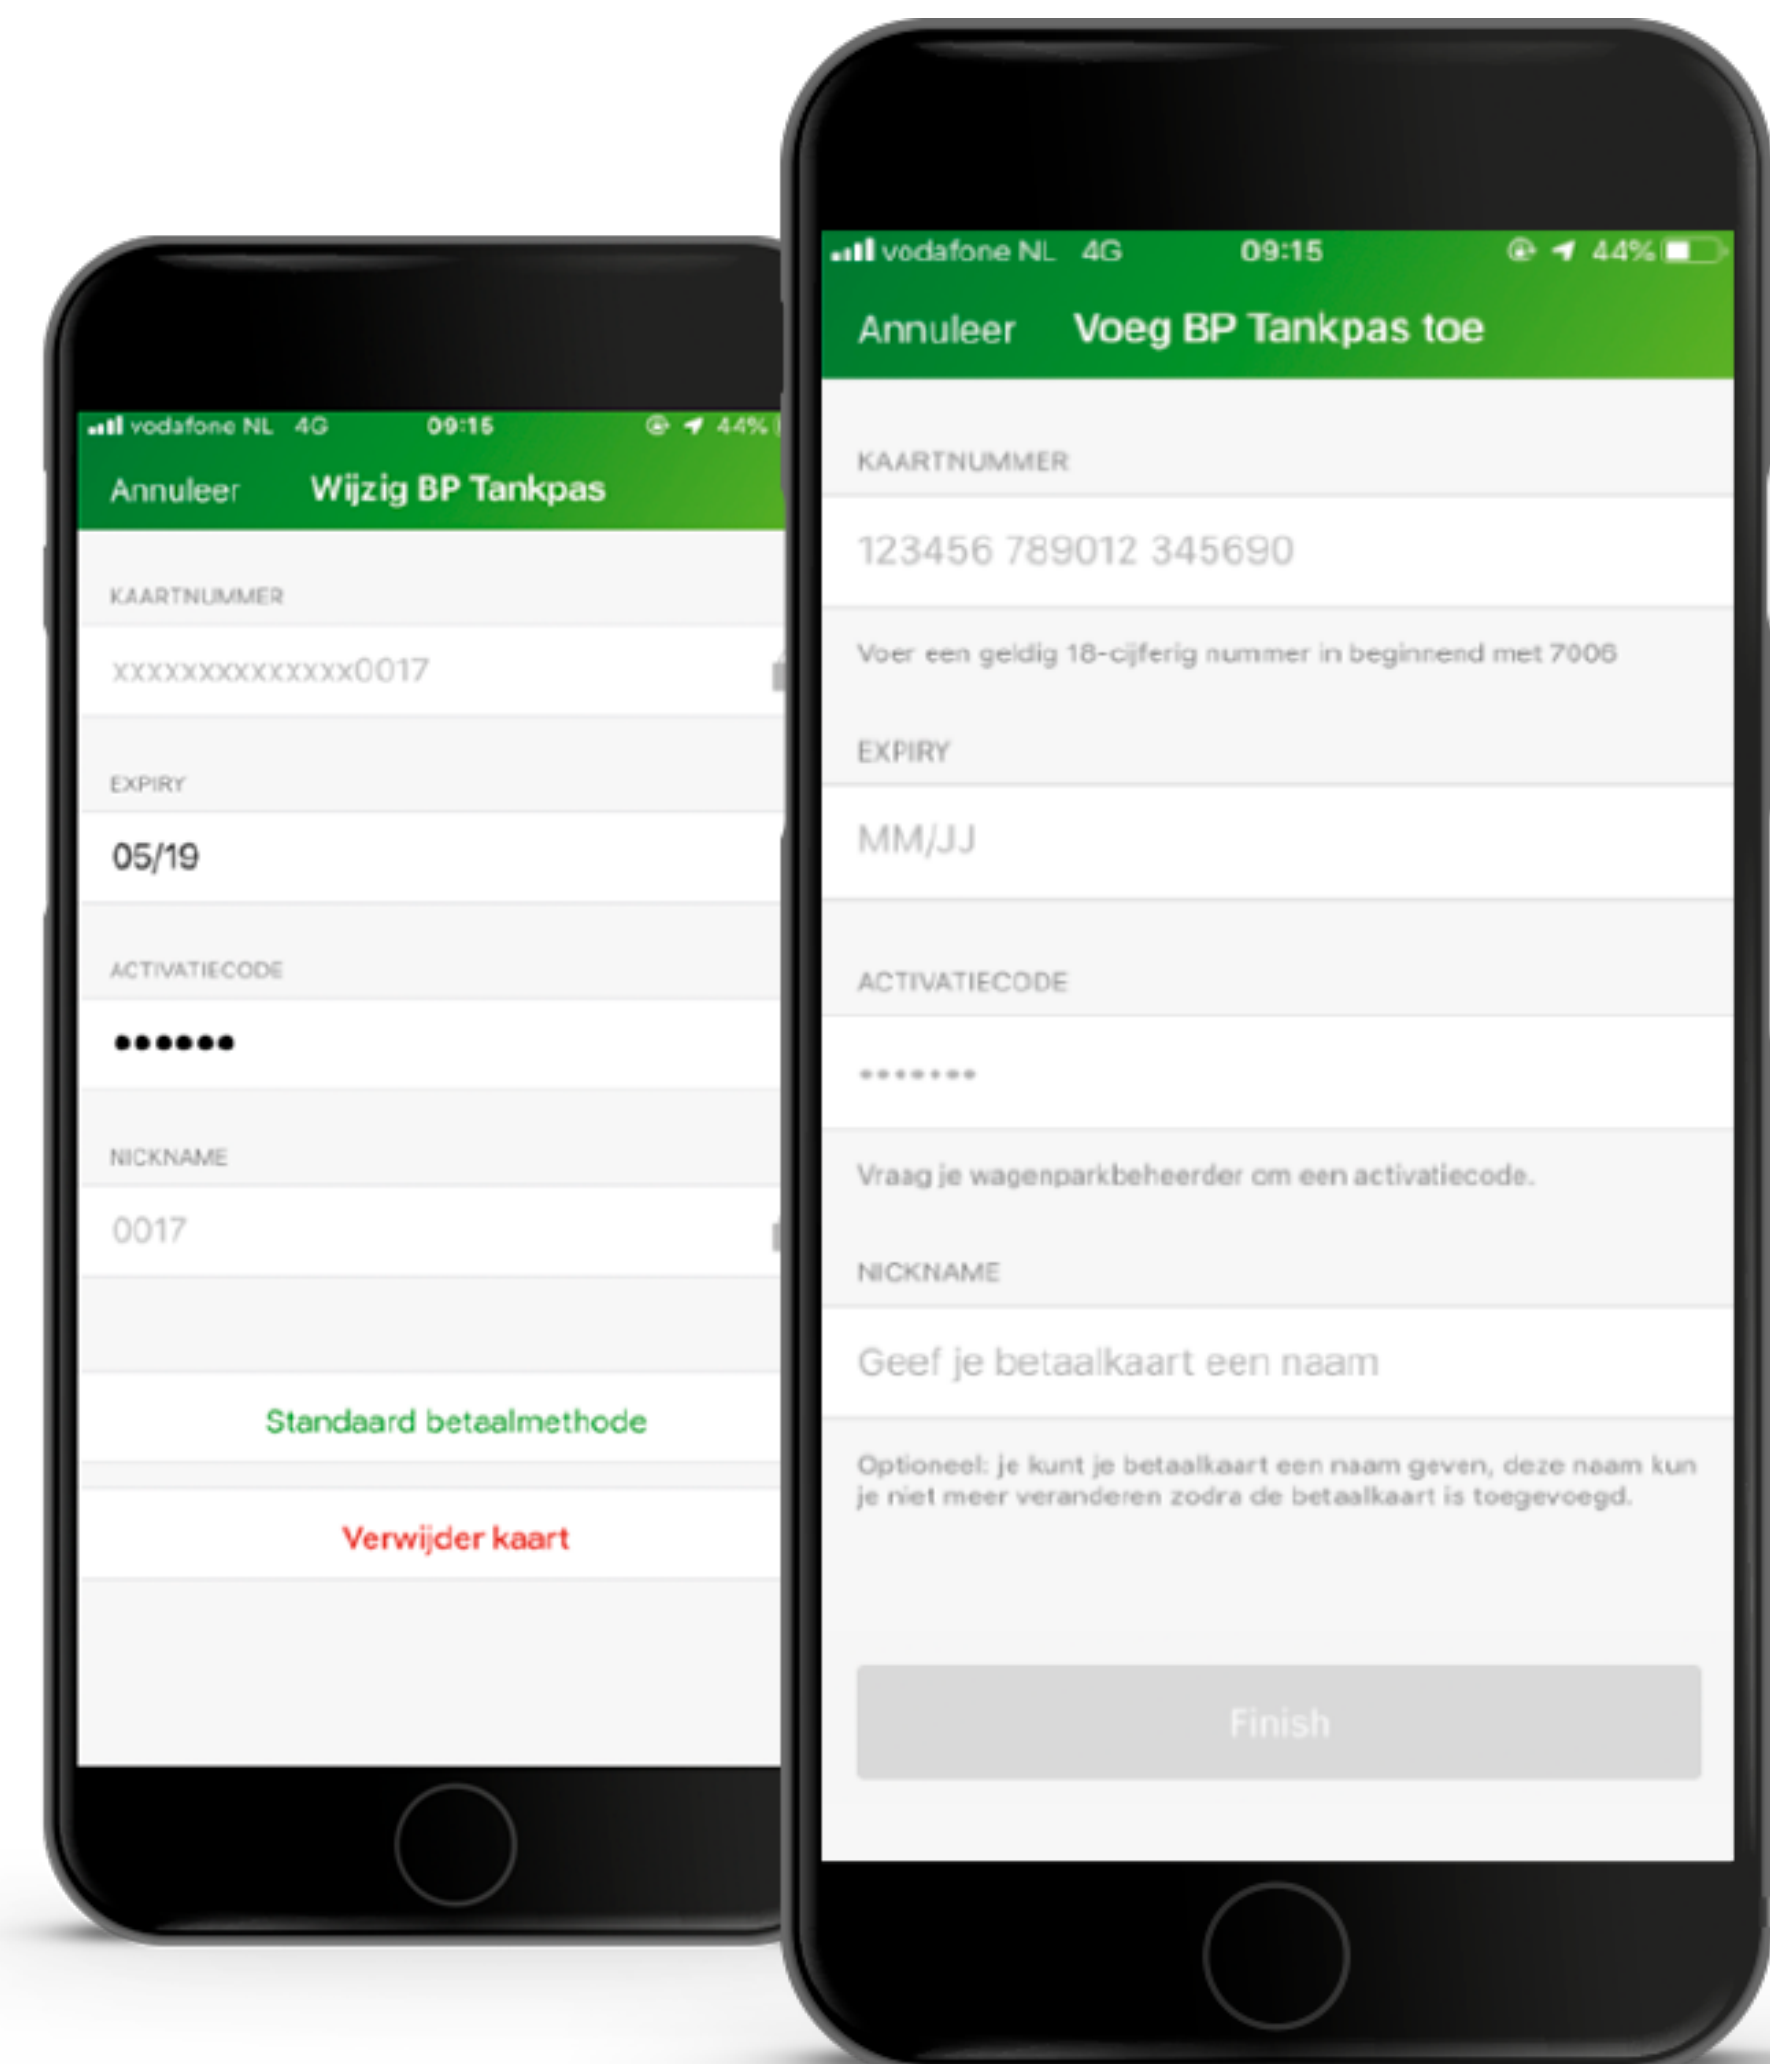 vodafone NL 4G 09:15 44%
Annuleer Wijzig BP Tankpas
KAARTNUMMER
xxxxxxxxxxxxxx0017
EXPIRY
05/19
ACTIVATIECODE
••••••
NICKNAME
0017
Standaard betaalmethode
Verwijder kaart
vodafone NL 4G 09:15 44%
Annuleer Voeg BP Tankpas toe
KAARTNUMMER
123456 789012 345690
Voer een geldig 18-cijferig nummer in beginnend met 7006
EXPIRY
MM/JJ
ACTIVATIECODE
•••••••
Vraag je wagenparkbeheerder om een activatiecode.
NICKNAME
Geef je betaalkaart een naam
Optioneel: je kunt je betaalkaart een naam geven, deze naam kun
je niet meer veranderen zodra de betaalkaart is toegevoegd.
Finish